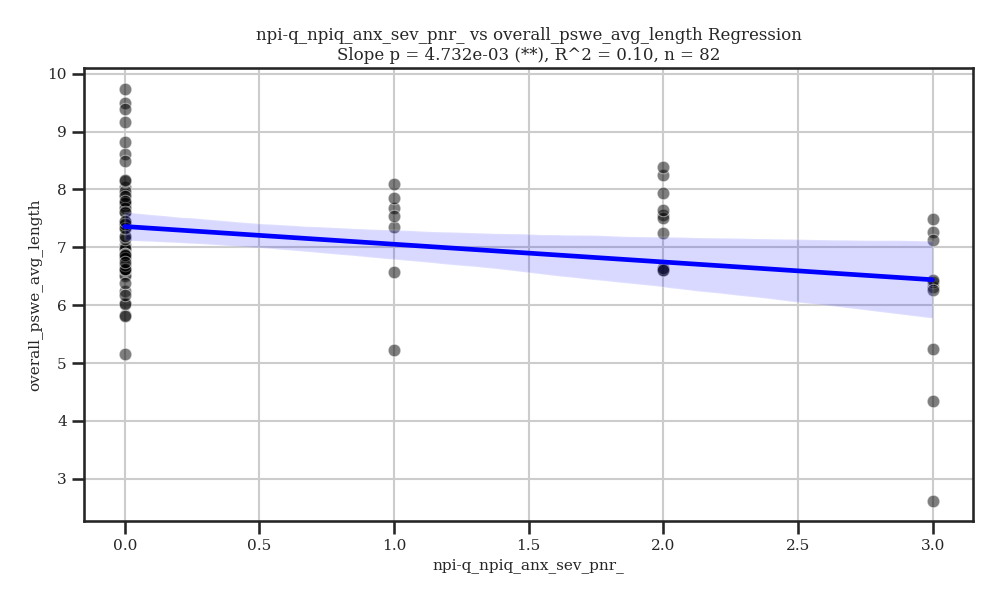 npi-q_npiq_anx_sev_pnr_ vs overall_pswe_avg_length Regression
Slope p = 4.732e-03 (**), R^2 = 0.10, n = 82
overall_pswe_avg_length
10
9
8
7
6
5
4
3
0.0 0.5 1.0 1.5 2.0 2.5 3.0
npi-q_npiq_anx_sev_pnr_